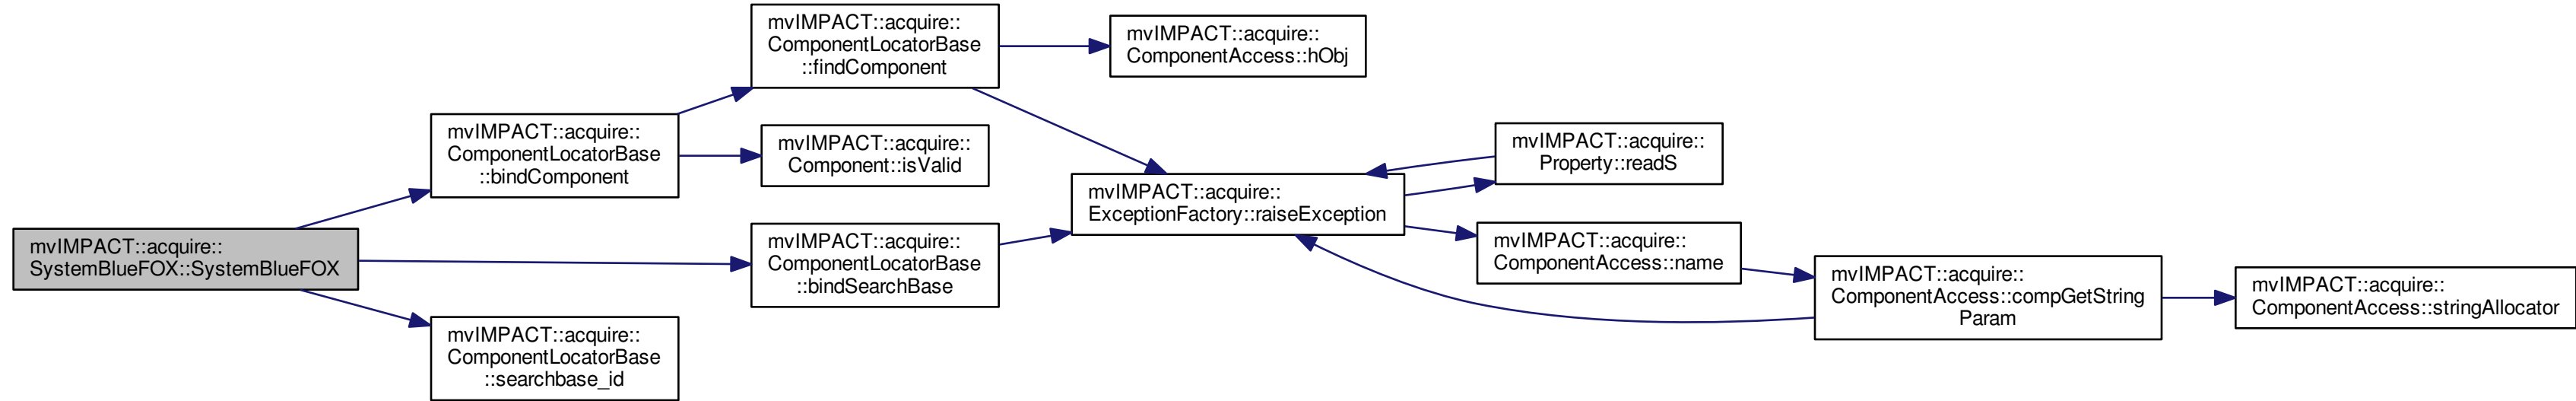 mvIMPACT::acquire::
SystemBlueFOX::SystemBlueFOX
mvIMPACT::acquire::
ComponentLocatorBase
::bindComponent
mvIMPACT::acquire::
ComponentLocatorBase
::findComponent
mvIMPACT::acquire::
ComponentAccess::hObj
mvIMPACT::acquire::
Component::isValid
mvIMPACT::acquire::
ExceptionFactory::raiseException
mvIMPACT::acquire::
Property::readS
mvIMPACT::acquire::
ComponentAccess::name
mvIMPACT::acquire::
ComponentAccess::compGetString
Param
mvIMPACT::acquire::
ComponentAccess::stringAllocator
mvIMPACT::acquire::
ComponentLocatorBase
::bindSearchBase
mvIMPACT::acquire::
ComponentLocatorBase
::searchbase_id